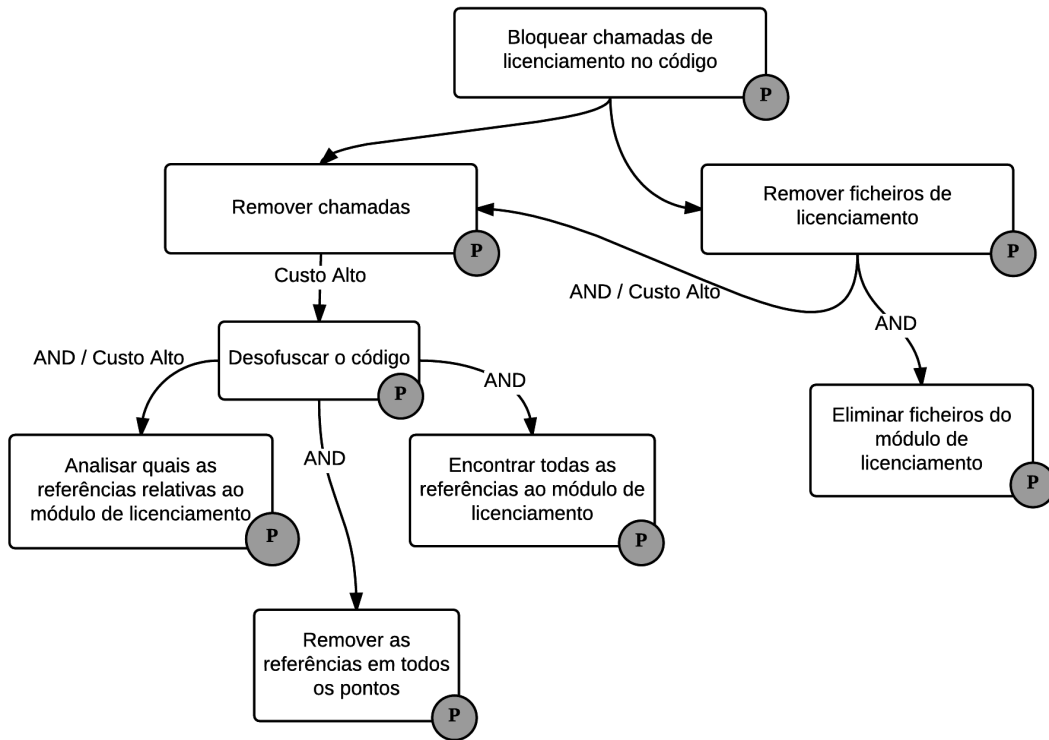 Bloquear chamadas de
licenciamento no código
P
Remover chamadas
P
Remover ficheiros de
licenciamento
P
Custo Alto
AND / Custo Alto
AND
Desofuscar o código
P
AND / Custo Alto
AND
AND
Eliminar ficheiros do
módulo de
licenciamento
P
Analisar quais as
referências relativas ao
módulo de licenciamento
P
Encontrar todas as
referências ao módulo de
licenciamento
P
Remover as
referências em todos
os pontos
P